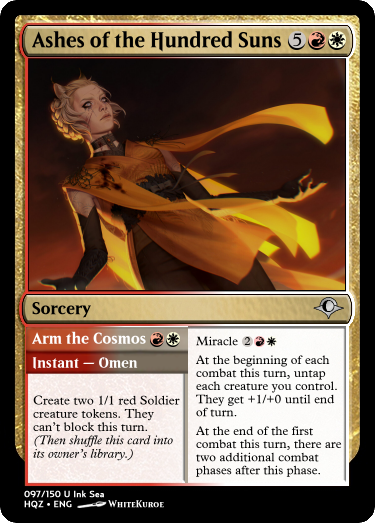 Ashes of the Hundred Suns 5
Sorcery
Arm the Cosmos
Instant — Omen
Create two 1/1 red Soldier
creature tokens. They
can't block this turn.
(Then shuffle this card into
its owner's library.)
Miracle 2
At the beginning of each
combat this turn, untap
each creature you control.
They get +1/+0 until end
of turn.
At the end of the first
combat this turn, there are
two additional combat
phases after this phase.
097/150 U Ink Sea
HQZ • ENG WhiteKuroe